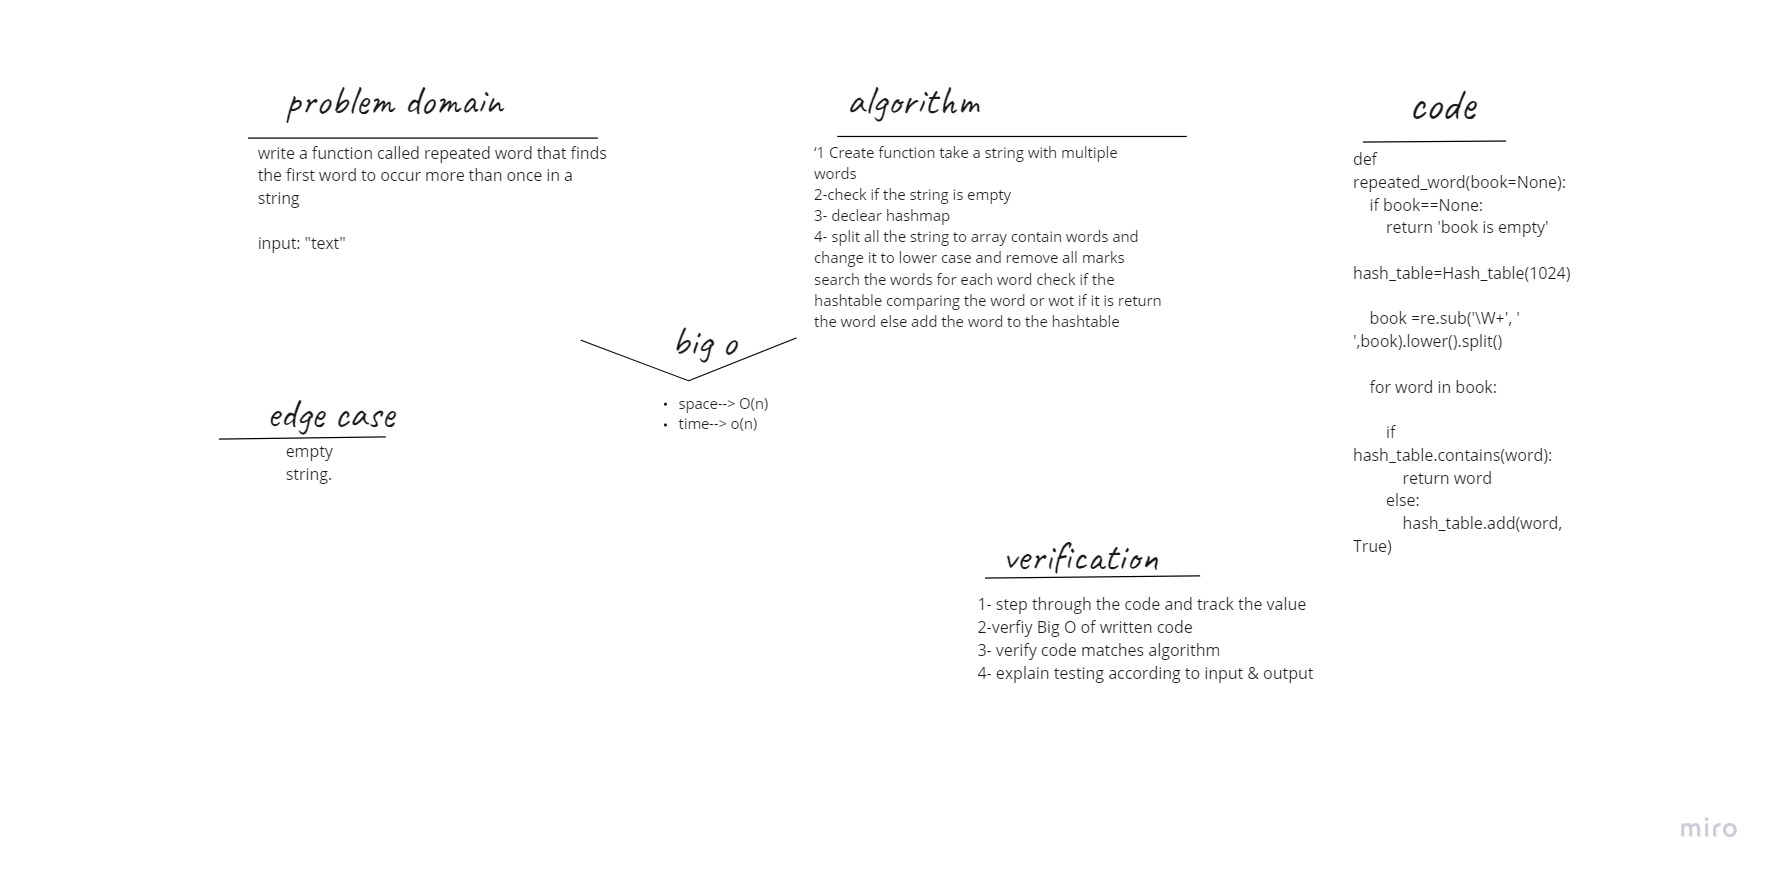 problem domain
write a function called repeated word that finds
the first word to occur more than once in a
string
input: "text"
edge case
empty
string.
big o
• space--> O(n)
• time--> o(n)
algorithm
‘1 Create function take a string with multiple
words
2-check if the string is empty
3- declear hashmap
4- split all the string to array contain words and
change it to lower case and remove all marks
search the words for each word check if the
hashtable comparing the word or wot if it is return
the word else add the word to the hashtable
verification
1- step through the code and track the value
2-verfiy Big O of written code
3- verify code matches algorithm
4- explain testing according to input & output
code
def
repeated_word(book=None):
if book==None:
return 'book is empty'
hash_table=Hash_table(1024)
book =re.sub('\W+', '
',book).lower().split()
for word in book:
if
hash_table.contains(word):
return word
else:
hash_table.add(word,
True)
miro